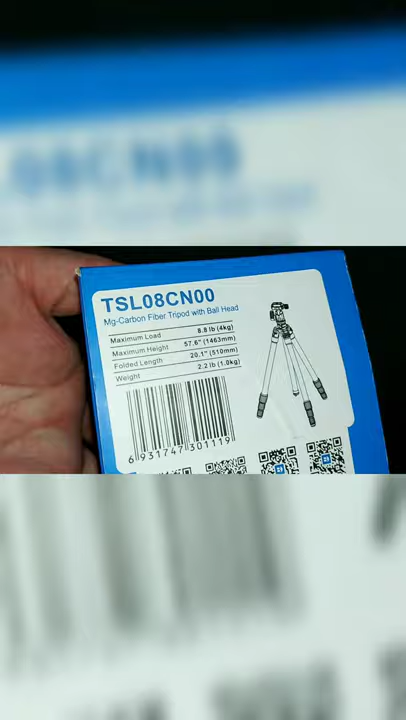 TSL08CN00
Mg-Carbon Fiber Tripod with Ball Head
Maximum Load 8.8 lb (4kg)
Maximum Height 57.6" (1463mm)
Folded Length 20.1" (510mm)
Weight 2.2 lb (1.0kg)
6 931747 301119